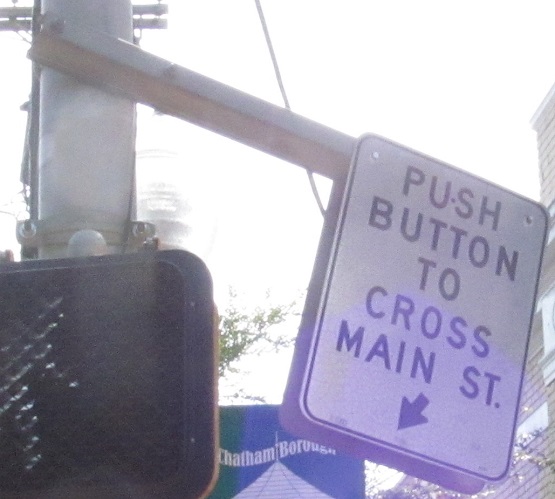 PUSH
BUTTON
TO
CROSS
MAIN ST.
Chatham Borough